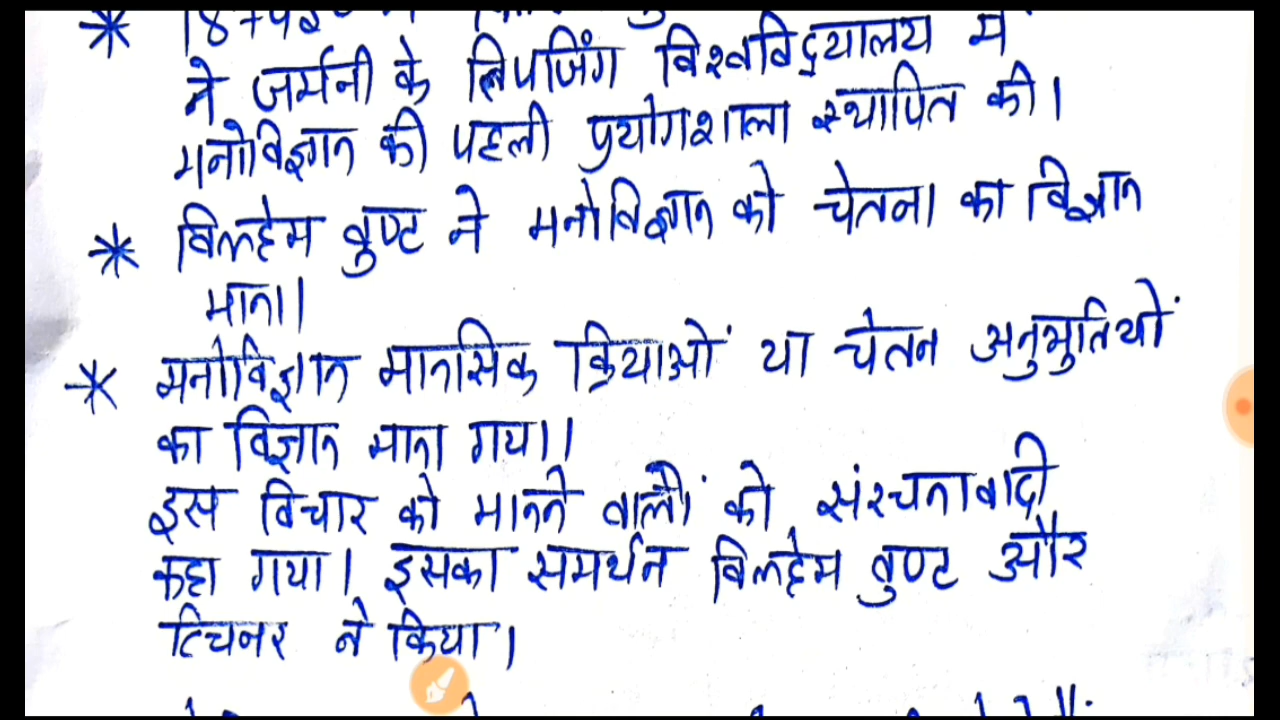 * 1879ई0 में
ने जर्मनी के लिपजिंग विश्वविद्यालय में
मनोविज्ञान की पहली प्रयोगशाला स्थापित की।
* विल्हेम वुण्ट ने मनोविज्ञान को चेतना का विज्ञान
माना।
* मनोविज्ञान मानसिक क्रियाओं या चेतन अनुभुतियों
का विज्ञान माना गया।
इस विचार को मानने वालों को संरचनावादी
कहा गया। इसका समर्थन विल्हेम वुण्ट और
टिचनर ने किया।